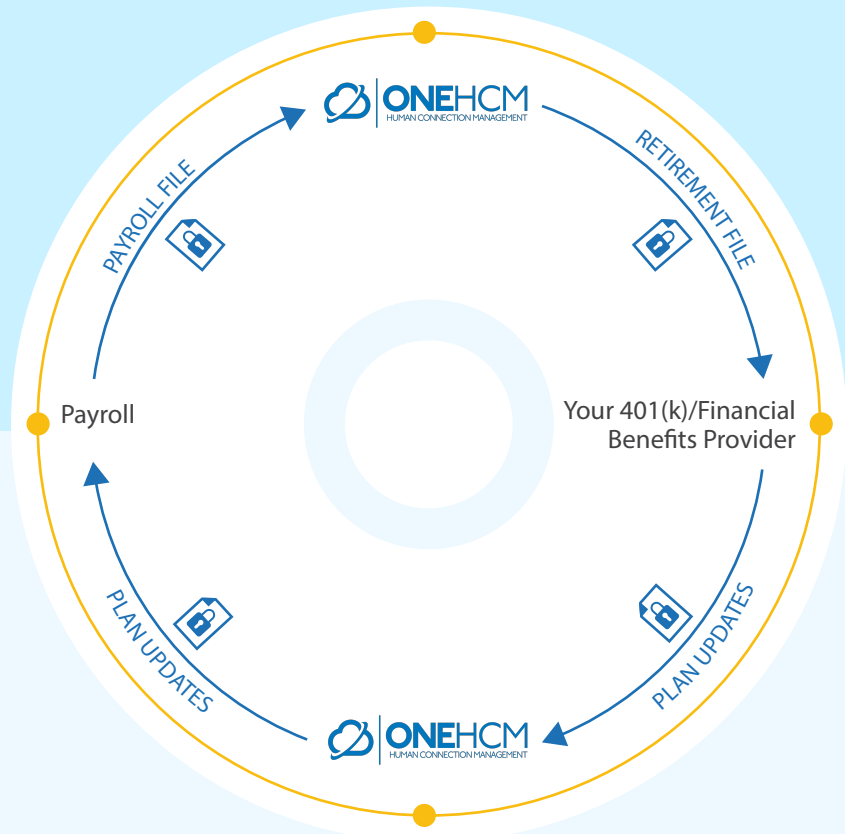 ONEHCM
HUMAN CONNECTION MANAGEMENT
PAYROLL FILE
RETIREMENT FILE
Payroll
Your 401(k)/Financial
Benefits Provider
PLAN UPDATES
PLAN UPDATES
ONEHCM
HUMAN CONNECTION MANAGEMENT